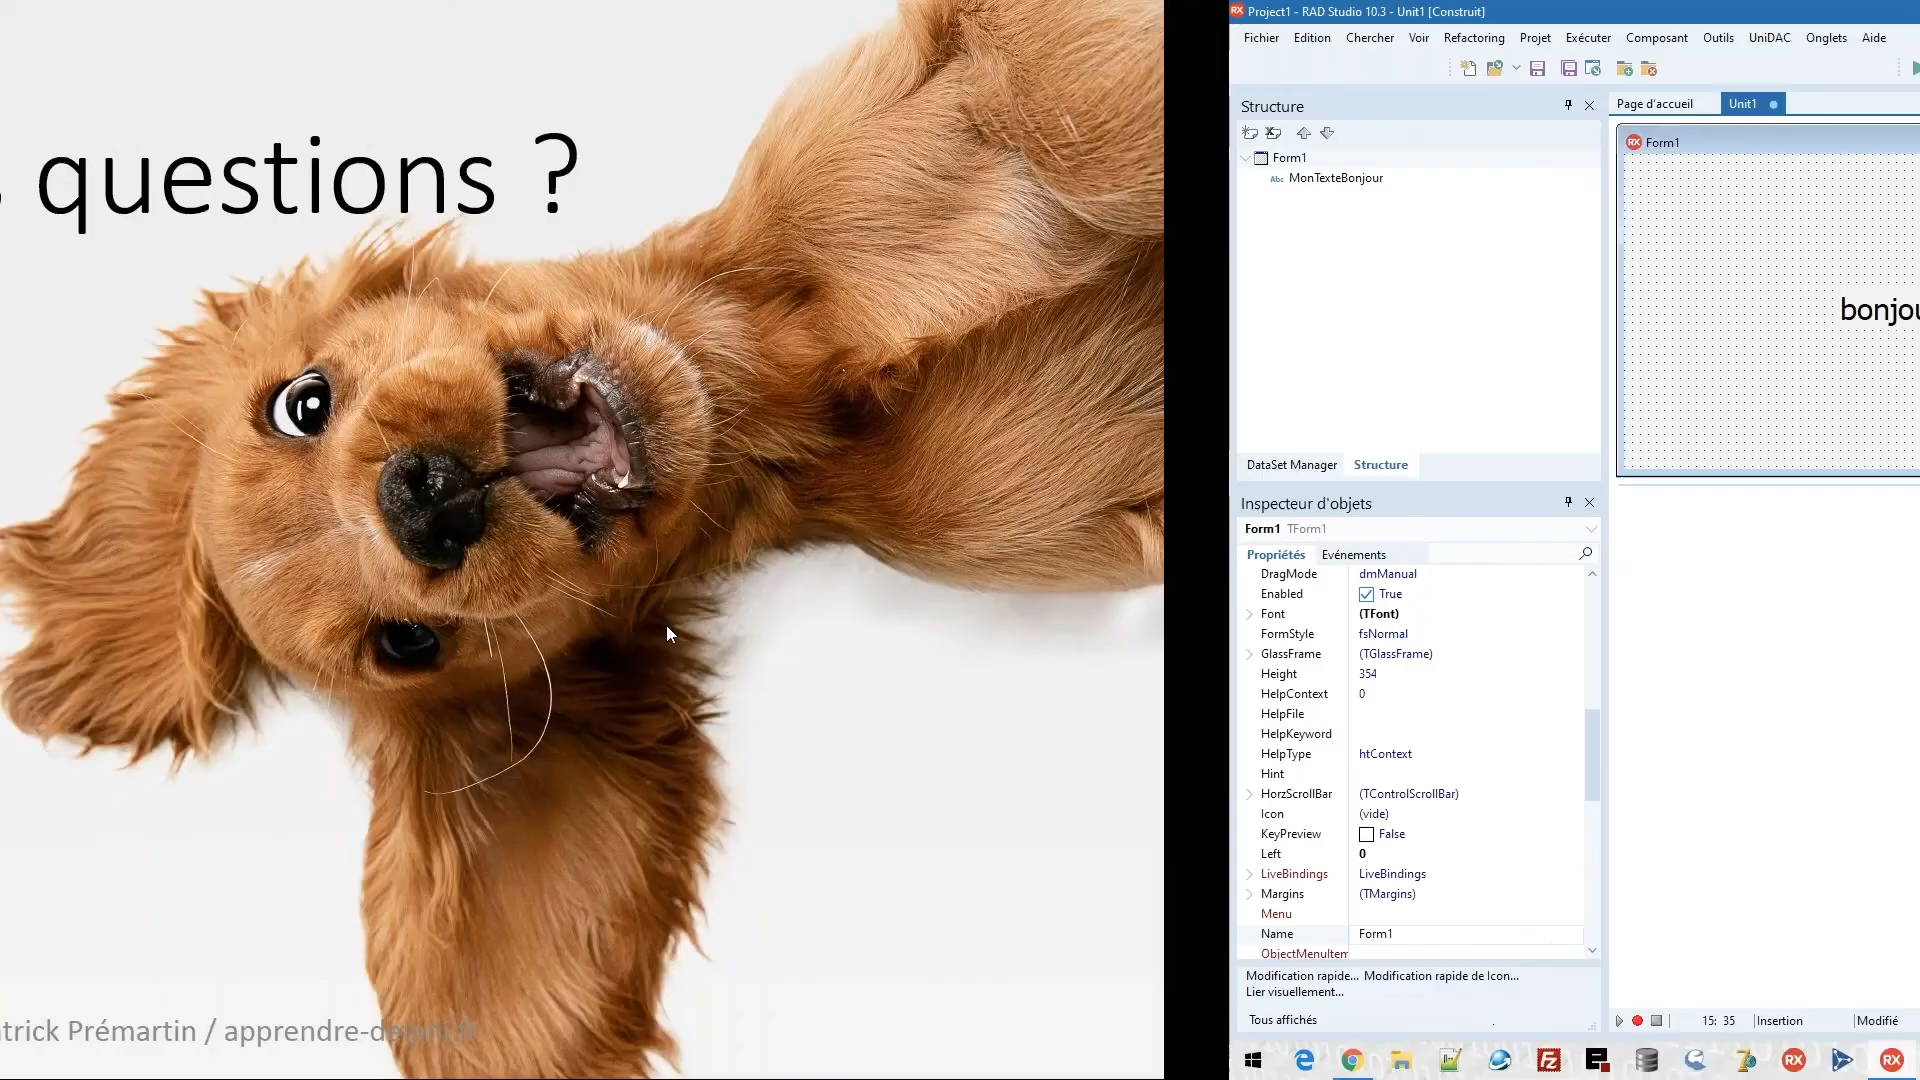 questions ?
trick Prémartin / apprendre-delphi.fr
Project1 - RAD Studio 10.3 - Unit1 [Construit]
Fichier Edition Chercher Voir Refactoring Projet Exécuter Composant Outils UniDAC Onglets Aide
Structure
Form1
MonTexteBonjour
DataSet Manager Structure
Inspecteur d'objets
Form1 TForm1
Propriétés Evénements
DragMode dmManual
Enabled True
Font (TFont)
FormStyle fsNormal
GlassFrame (TGlassFrame)
Height 354
HelpContext 0
HelpFile
HelpKeyword
HelpType htContext
Hint
HorzScrollBar (TControlScrollBar)
Icon (vide)
KeyPreview False
Left 0
LiveBindings LiveBindings
Margins (TMargins)
Menu
Name Form1
ObjectMenuItem
Modification rapide... Modification rapide de Icon...
Lier visuellement...
Tous affichés
Page d'accueil Unit1
Form1
bonjou
15: 35 Insertion Modifié